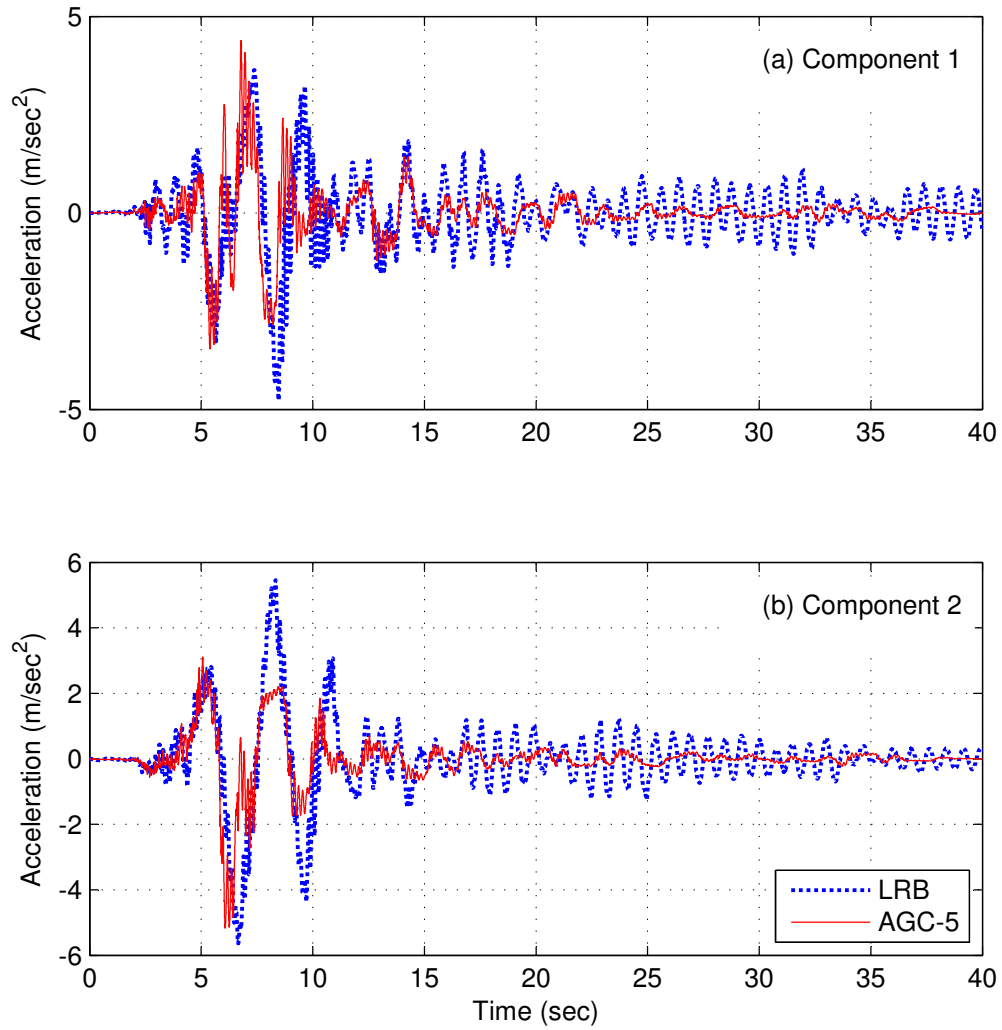 5
0
-5
Acceleration (m/sec²)
(a) Component 1
0 5 10 15 20 25 30 35 40
6
4
2
0
-2
-4
-6
Acceleration (m/sec²)
(b) Component 2
LRB
AGC-5
0 5 10 15 20 25 30 35 40
Time (sec)